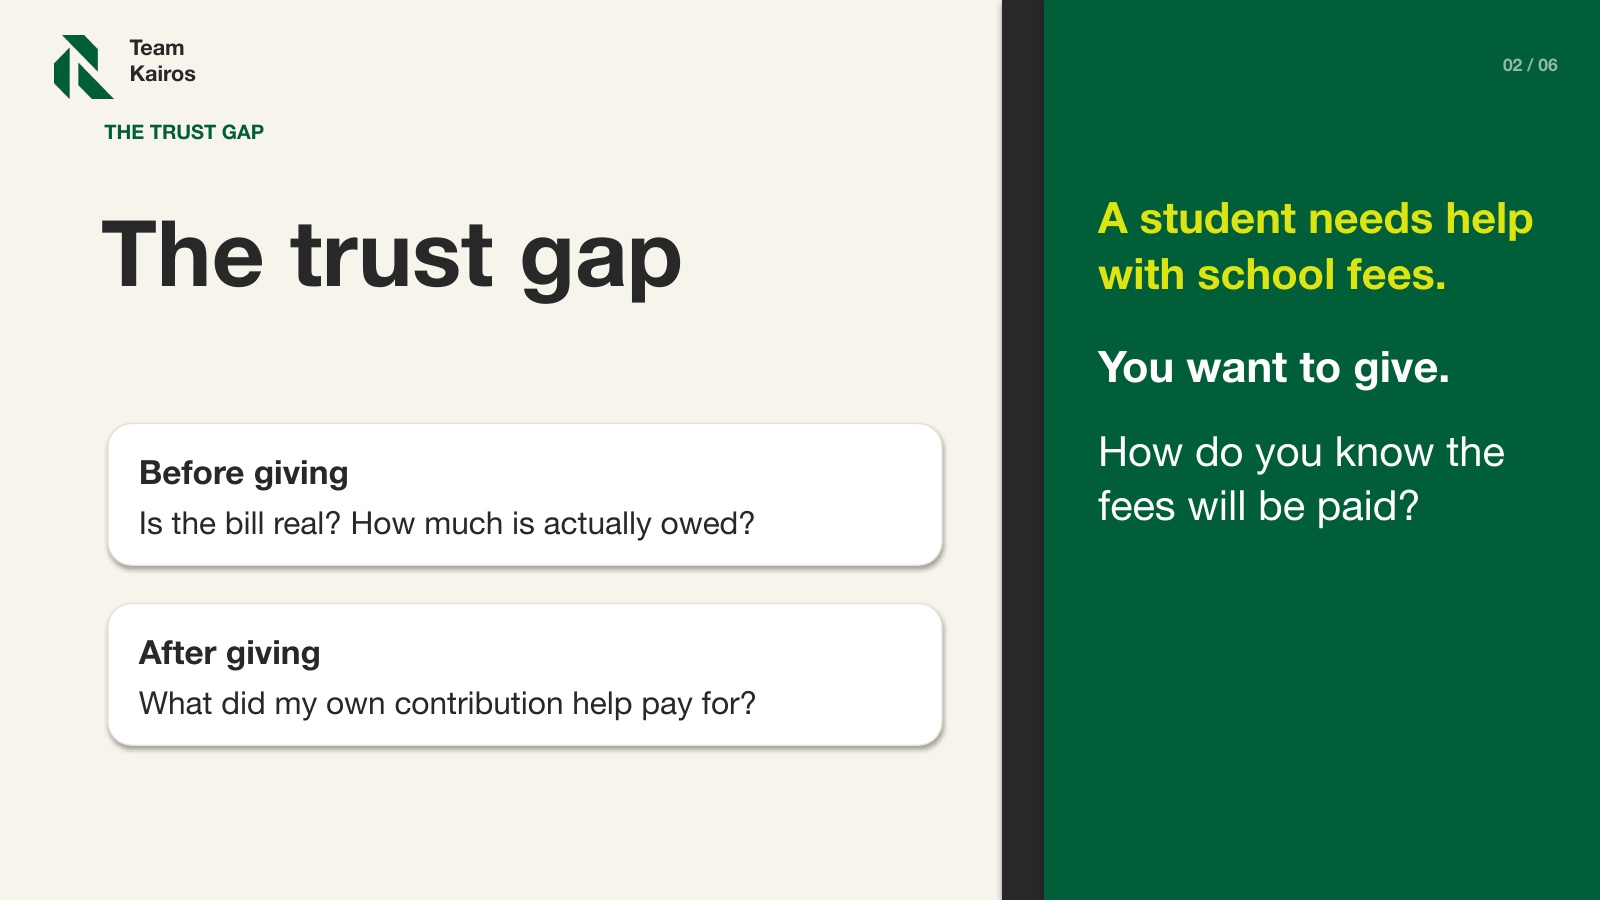 Team
Kairos
THE TRUST GAP
The trust gap
Before giving
Is the bill real? How much is actually owed?
After giving
What did my own contribution help pay for?
02 / 06
A student needs help
with school fees.
You want to give.
How do you know the
fees will be paid?